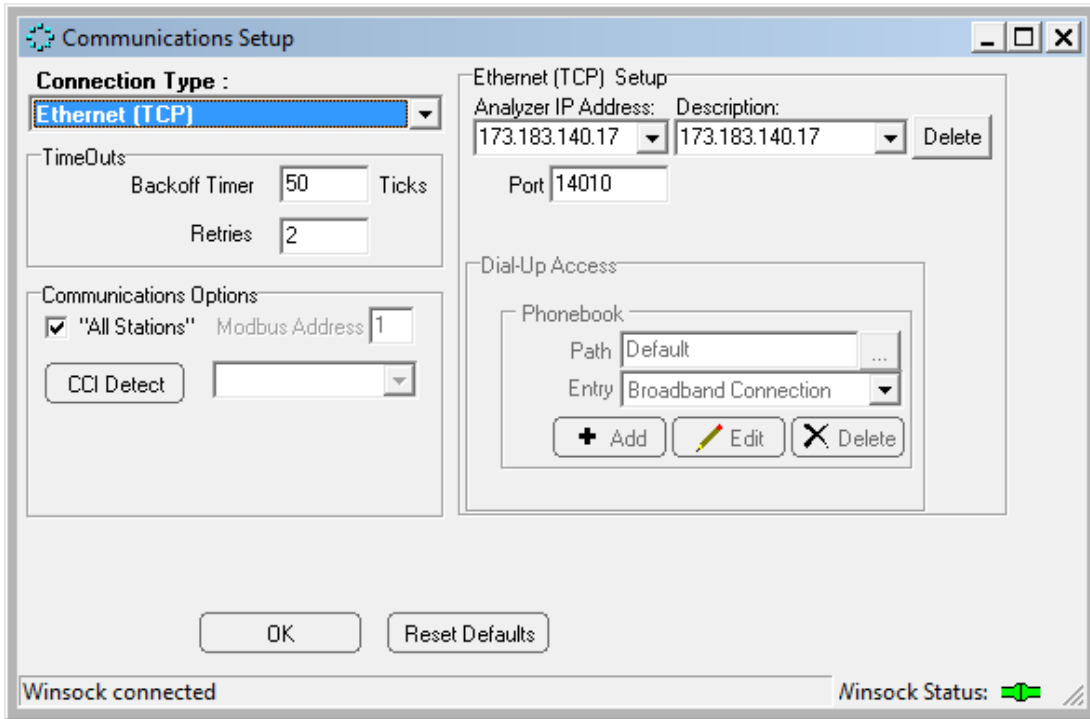 Communications Setup
Connection Type :
Ethernet (TCP)
TimeOuts
Backoff Timer 50 Ticks
Retries 2
Communications Options
"All Stations" Modbus Address 1
CCI Detect
Ethernet (TCP) Setup
Analyzer IP Address: Description:
173.183.140.17 173.183.140.17 Delete
Port 14010
Dial-Up Access
Phonebook
Path Default ...
Entry Broadband Connection
Add Edit Delete
OK Reset Defaults
Winsock connected Winsock Status: